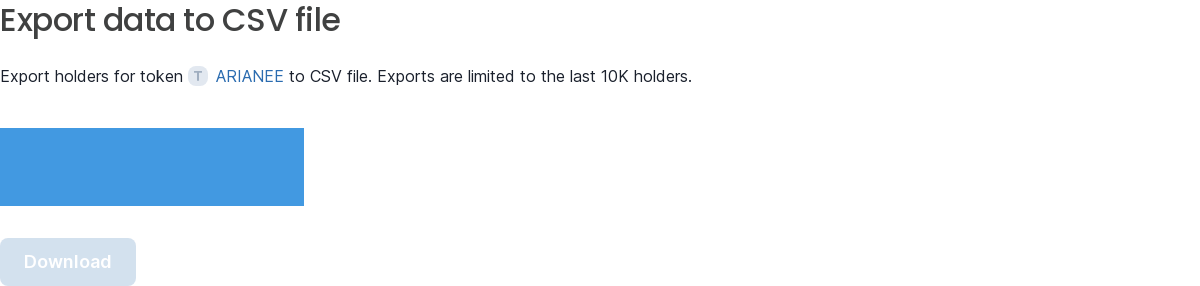 Export data to CSV file
Export holders for token T ARIANEE to CSV file. Exports are limited to the last 10K holders.
Download